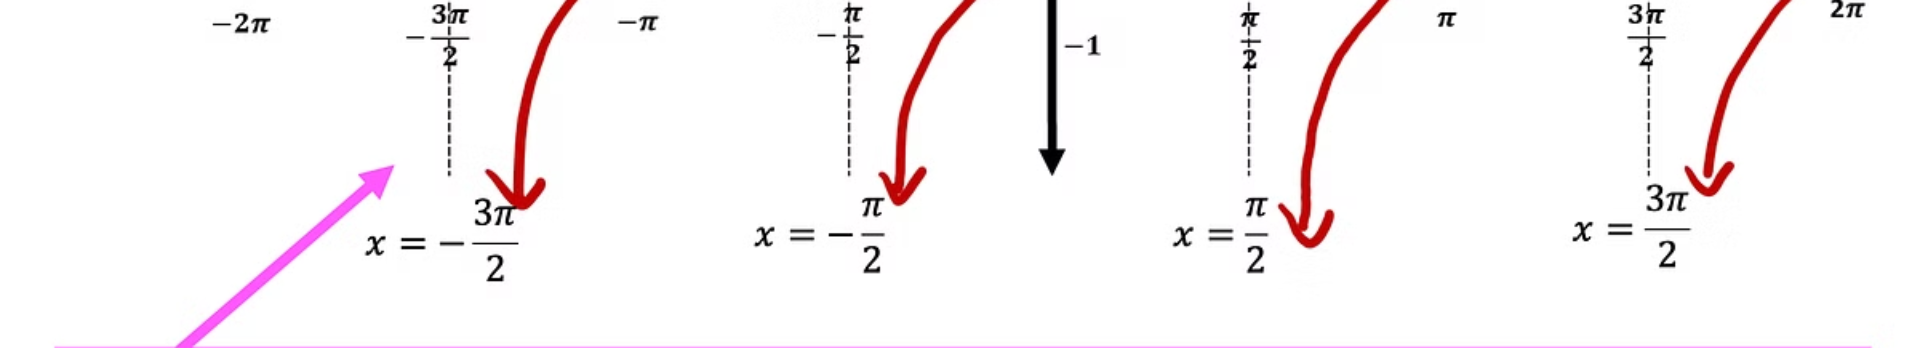 −2π −3π/2 −π −π/2 −1 π/2 π 3π/2 2π
x = −3π/2 x = −π/2 x = π/2 x = 3π/2